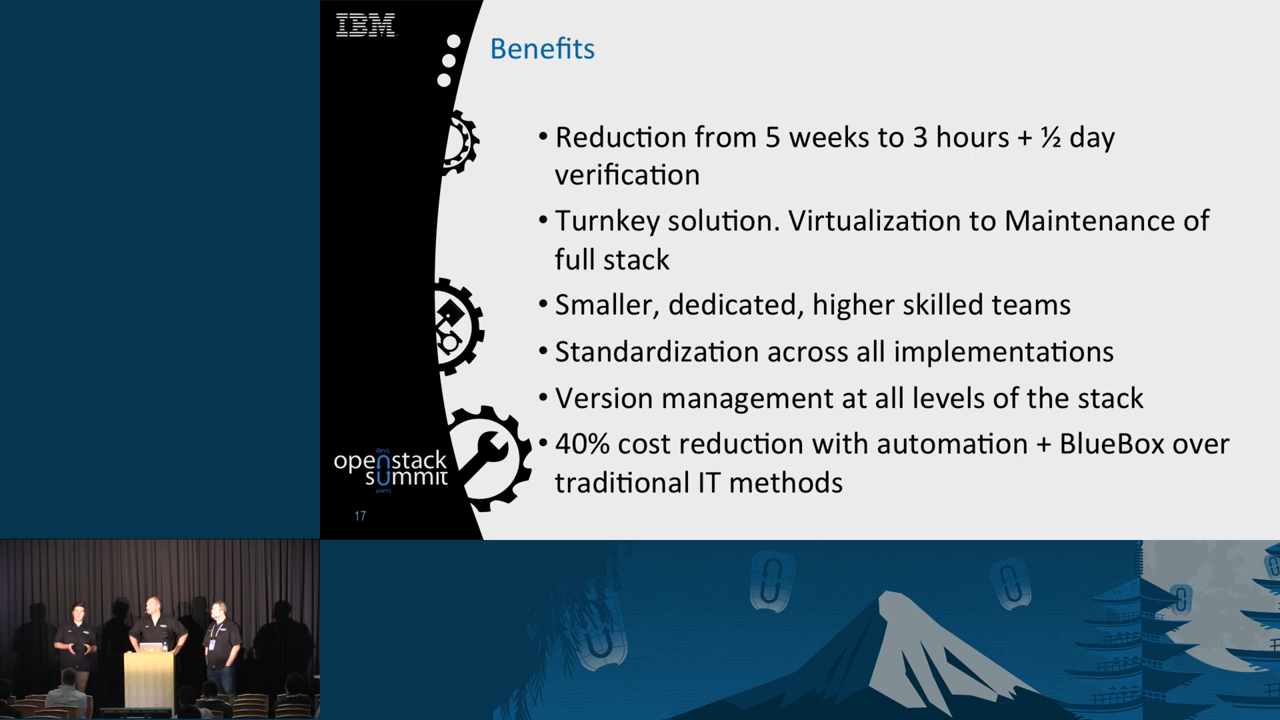 IBM
Benefits
• Reduction from 5 weeks to 3 hours + ½ day
verification
• Turnkey solution. Virtualization to Maintenance of
full stack
• Smaller, dedicated, higher skilled teams
• Standardization across all implementations
• Version management at all levels of the stack
• 40% cost reduction with automation + BlueBox over
traditional IT methods
devs
openstack
summit
users
17